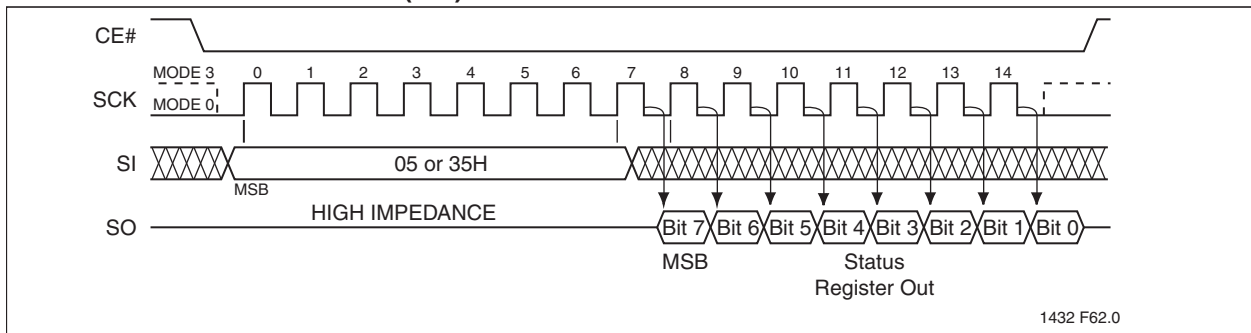 CE#
MODE 3 0 1 2 3 4 5 6 7 8 9 10 11 12 13 14
SCK
MODE 0
SI 05 or 35H
MSB
HIGH IMPEDANCE
SO Bit 7 Bit 6 Bit 5 Bit 4 Bit 3 Bit 2 Bit 1 Bit 0
MSB Status
Register Out
1432 F62.0